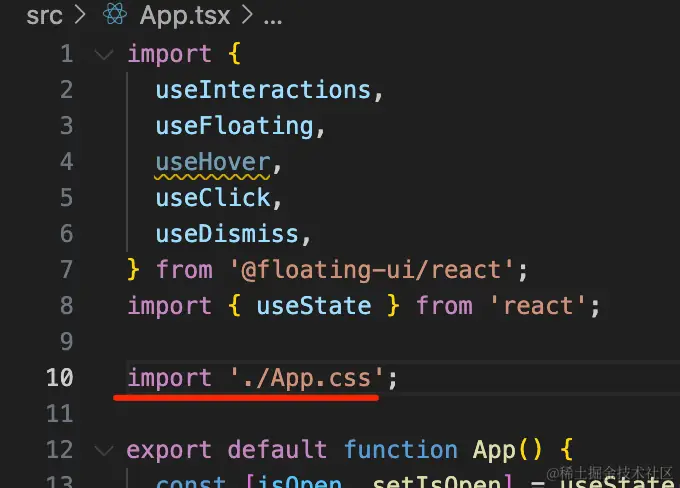 src > App.tsx > ...
1 import {
2 useInteractions,
3 useFloating,
4 useHover,
5 useClick,
6 useDismiss,
7 } from '@floating-ui/react';
8 import { useState } from 'react';
9
10 import './App.css';
11
12 export default function App() {
13 const [isOpen, setIsOpen] = useState
@稀土掘金技术社区